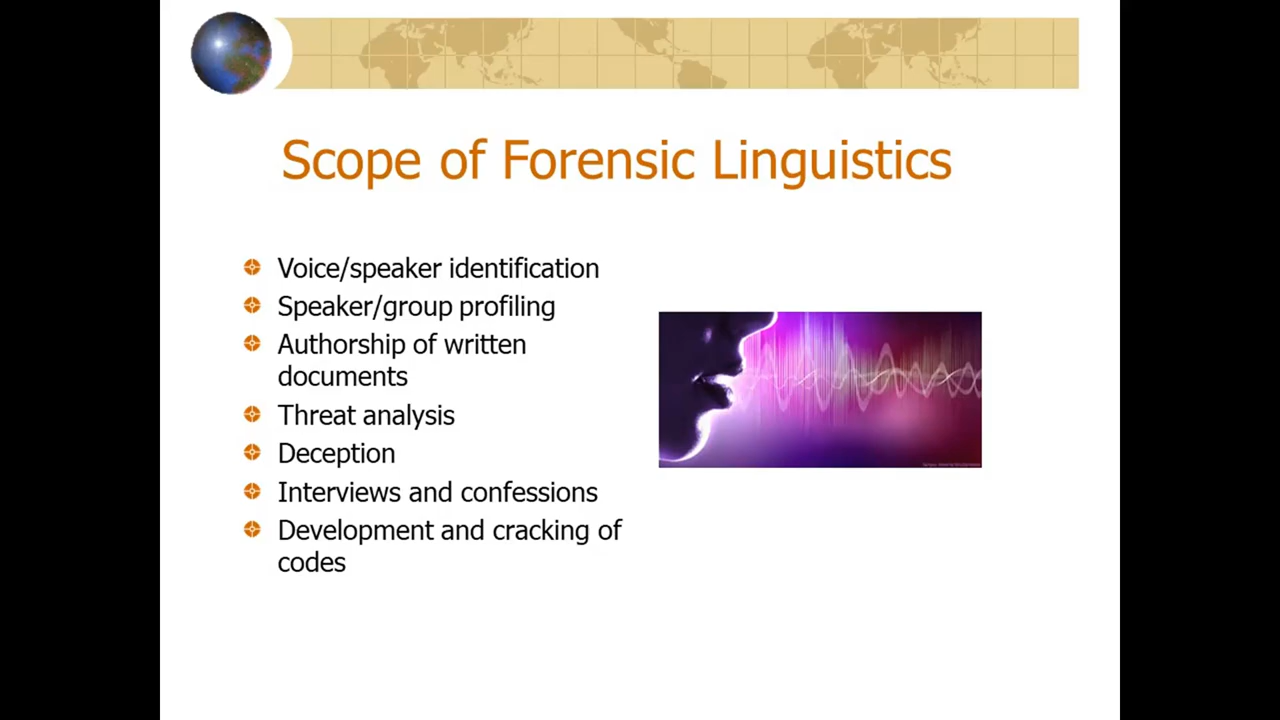 Scope of Forensic Linguistics
Voice/speaker identification
Speaker/group profiling
Authorship of written
documents
Threat analysis
Deception
Interviews and confessions
Development and cracking of
codes